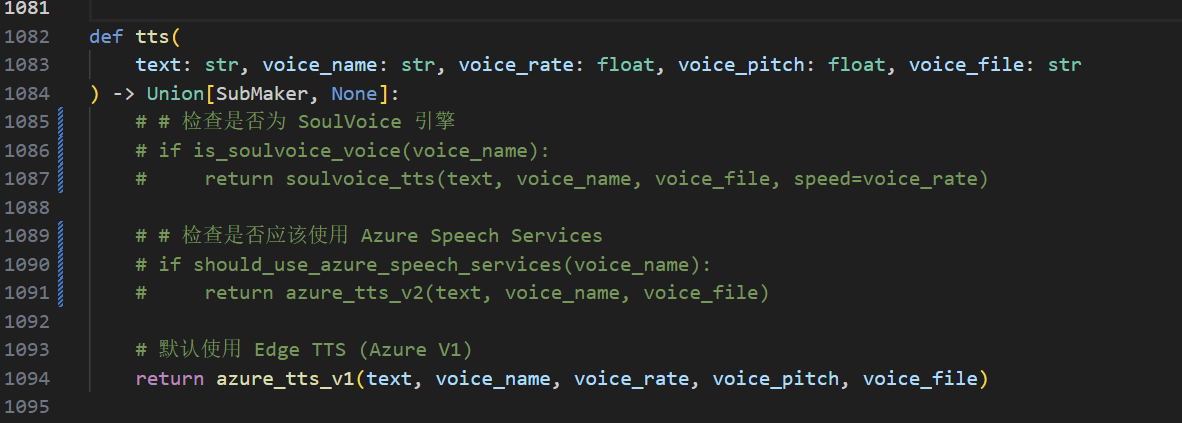 1081
1082 def tts(
1083     text: str, voice_name: str, voice_rate: float, voice_pitch: float, voice_file: str
1084 ) -> Union[SubMaker, None]:
1085     # # 检查是否为 SoulVoice 引擎
1086     # if is_soulvoice_voice(voice_name):
1087     #     return soulvoice_tts(text, voice_name, voice_file, speed=voice_rate)
1088
1089     # # 检查是否应该使用 Azure Speech Services
1090     # if should_use_azure_speech_services(voice_name):
1091     #     return azure_tts_v2(text, voice_name, voice_file)
1092
1093     # 默认使用 Edge TTS (Azure V1)
1094     return azure_tts_v1(text, voice_name, voice_rate, voice_pitch, voice_file)
1095